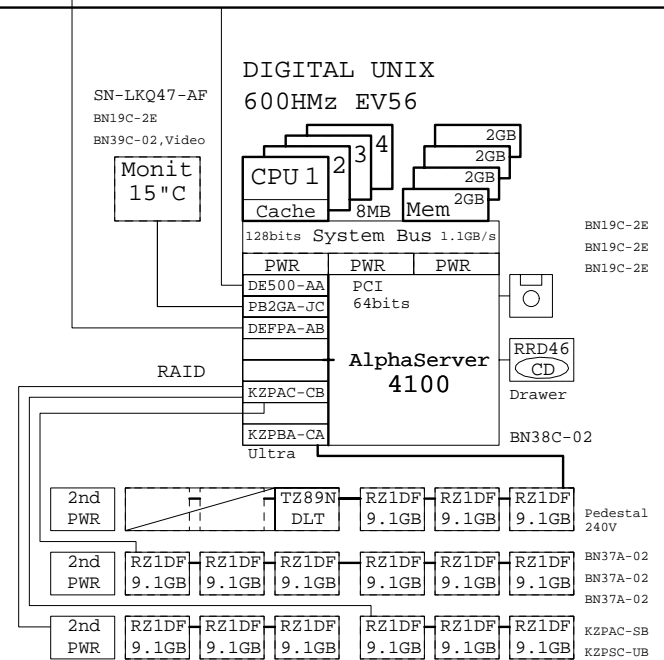 DIGITAL UNIX
600HMz EV56
SN-LKQ47-AF
BN19C-2E
BN39C-02,Video
Monit
15"C
CPU 1
2
3
4
Cache
8MB
2GB
2GB
2GB
2GB
Mem
128bits System Bus 1.1GB/s
BN19C-2E
BN19C-2E
BN19C-2E
PWR PWR PWR
DE500-AA
PB2GA-JC
DEFPA-AB
PCI
64bits
AlphaServer
4100
RRD46
CD
Drawer
RAID
KZPAC-CB
KZPBA-CA
Ultra
BN38C-02
2nd
PWR
TZ89N
DLT
RZ1DF RZ1DF RZ1DF
9.1GB 9.1GB 9.1GB
Pedestal
240V
2nd
PWR
RZ1DF RZ1DF RZ1DF RZ1DF RZ1DF RZ1DF
9.1GB 9.1GB 9.1GB 9.1GB 9.1GB 9.1GB
BN37A-02
BN37A-02
BN37A-02
2nd
PWR
RZ1DF RZ1DF RZ1DF RZ1DF RZ1DF RZ1DF
9.1GB 9.1GB 9.1GB 9.1GB 9.1GB 9.1GB
KZPAC-SB
KZPSC-UB